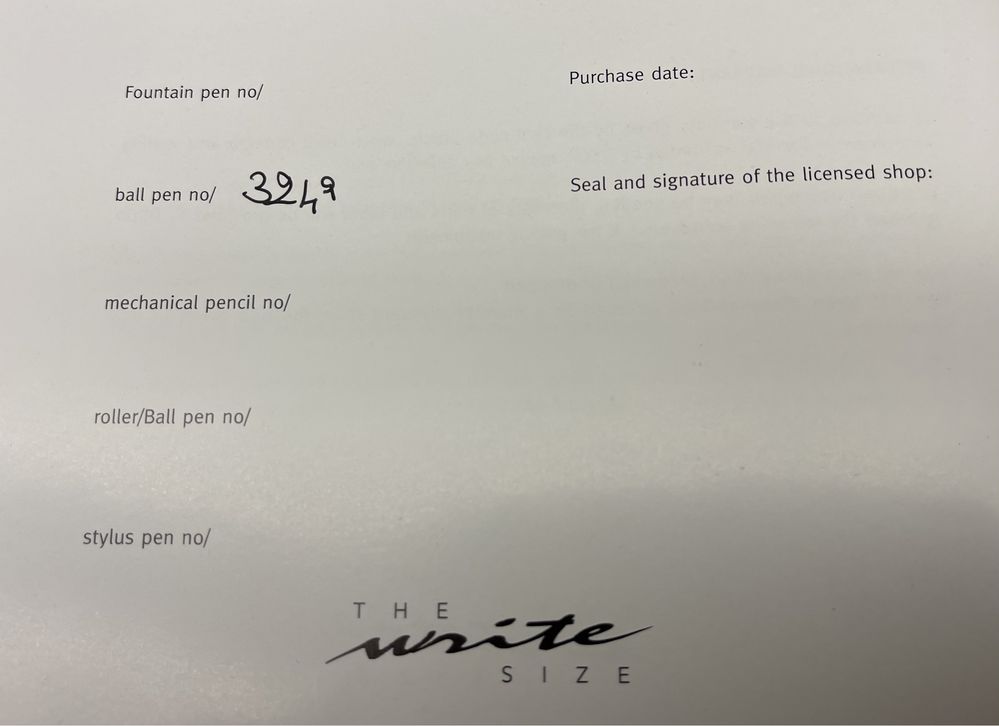 Fountain pen no/
Purchase date:
ball pen no/ 3249
Seal and signature of the licensed shop:
mechanical pencil no/
roller/Ball pen no/
stylus pen no/
THE
write
SIZE